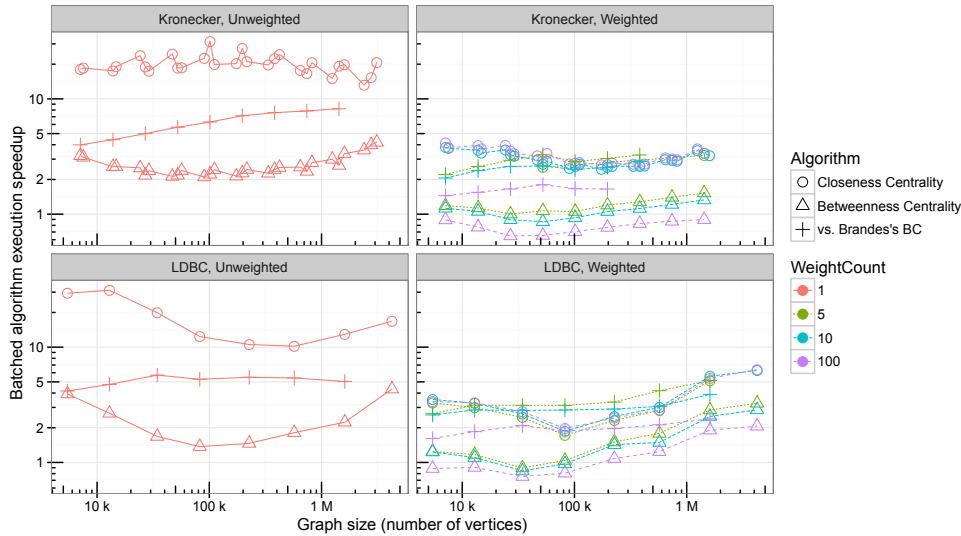 Kronecker, Unweighted
Kronecker, Weighted
10
5
2
1
LDBC, Unweighted
LDBC, Weighted
10
5
2
1
10 k
100 k
1 M
10 k
100 k
1 M
Graph size (number of vertices)
Batched algorithm execution speedup
Algorithm
Closeness Centrality
Betweenness Centrality
vs. Brandes's BC
WeightCount
1
5
10
100